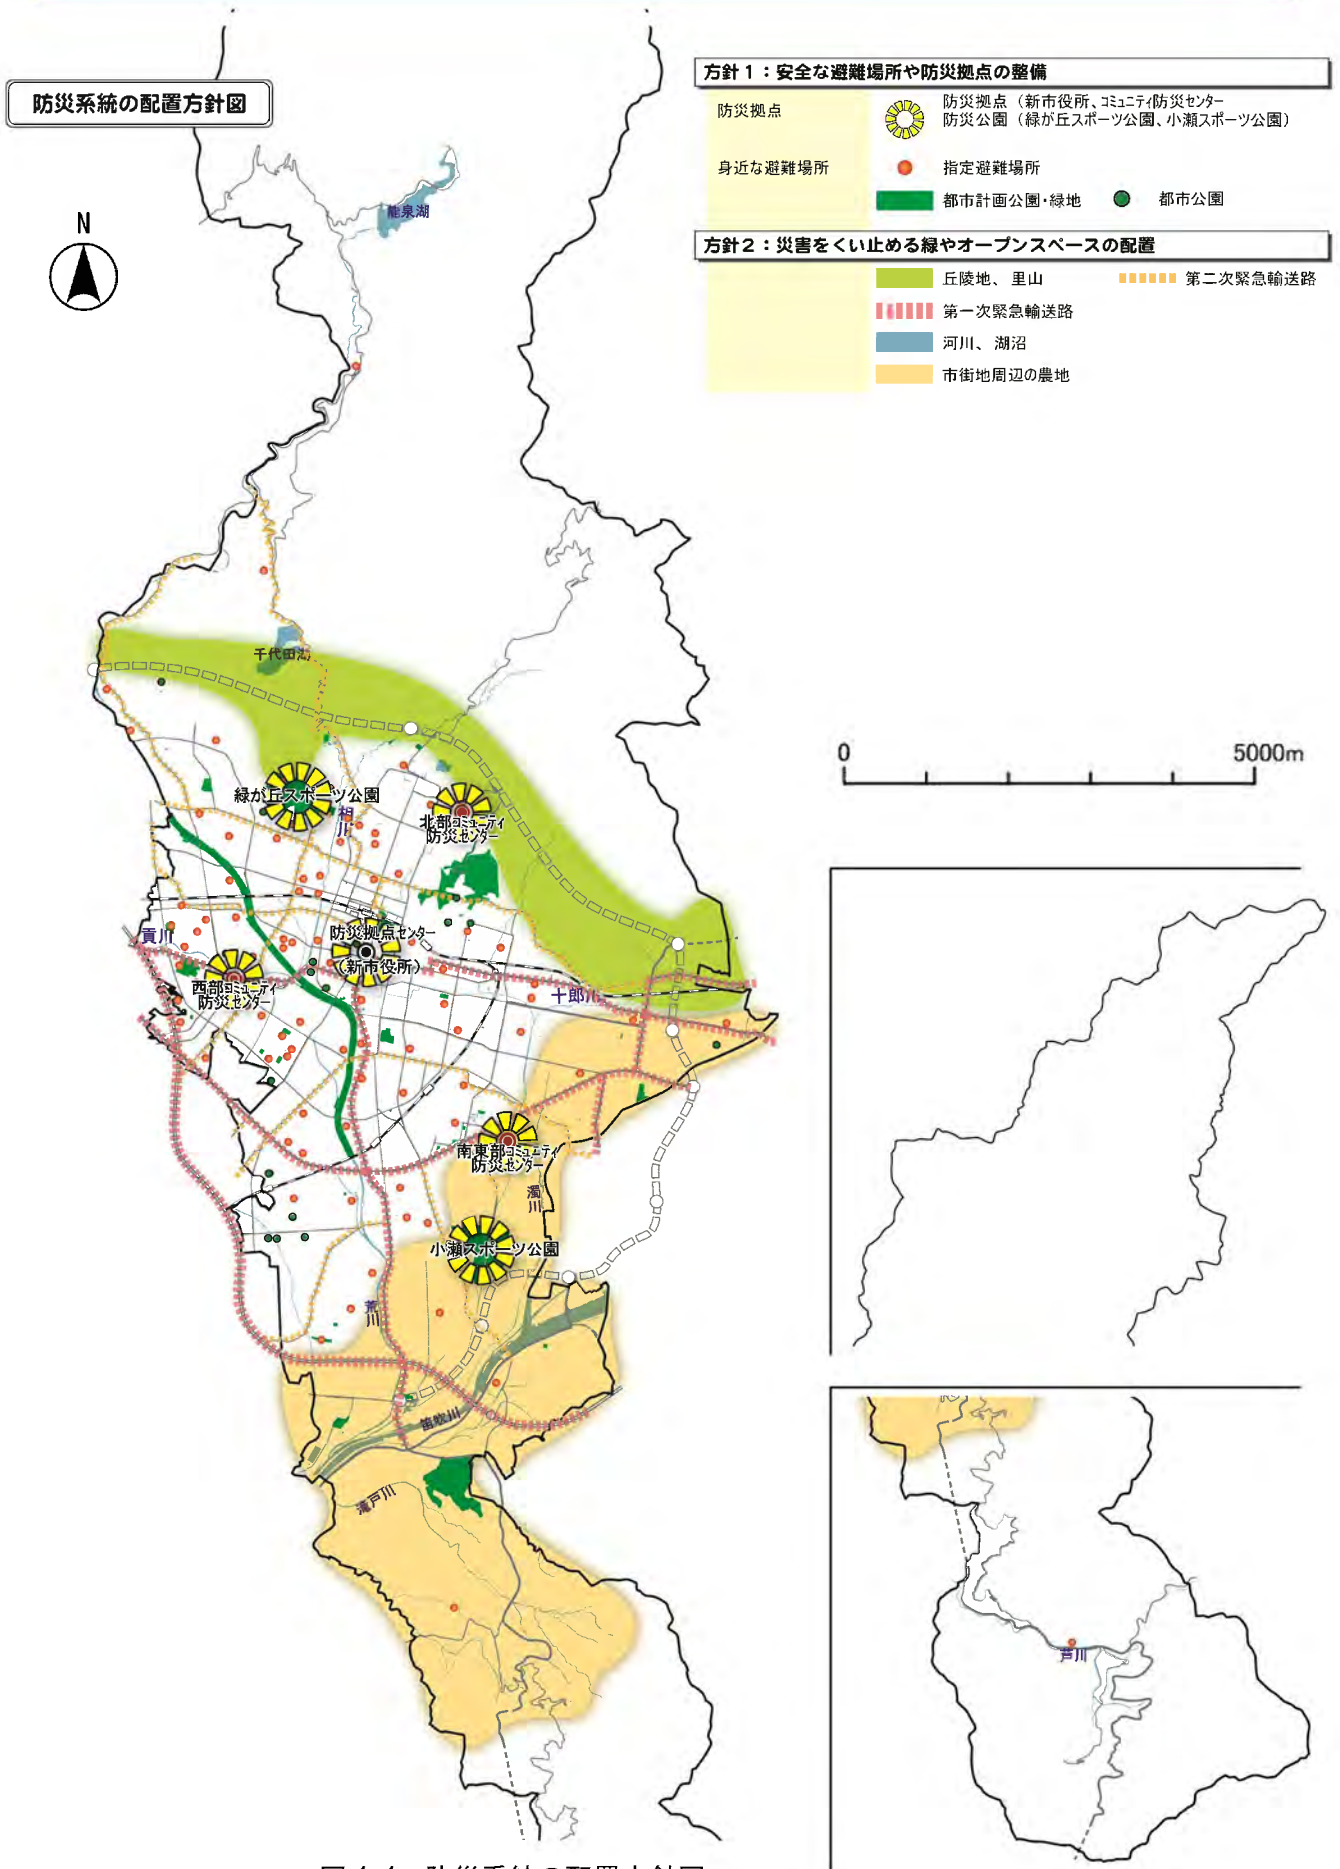 防災系統の配置方針図
方針1：安全な避難場所や防災拠点の整備
防災拠点
防災拠点（新市役所、コミュニティ防災センター
防災公園（緑が丘スポーツ公園、小瀬スポーツ公園）
身近な避難場所
指定避難場所
都市計画公園・緑地
都市公園
方針2：災害をくい止める緑やオープンスペースの配置
丘陵地、里山
第二次緊急輸送路
第一次緊急輸送路
河川、湖沼
市街地周辺の農地
N
能泉湖
千代田湖
0
5000m
緑が丘スポーツ公園
相川
北部コミュニティ
防災センター
貢川
防災拠点センター
（新市役所）
西部コミュニティ
防災センター
十郎川
南東部コミュニティ
防災センター
濁川
小瀬スポーツ公園
荒川
笛吹川
滝戸川
芦川